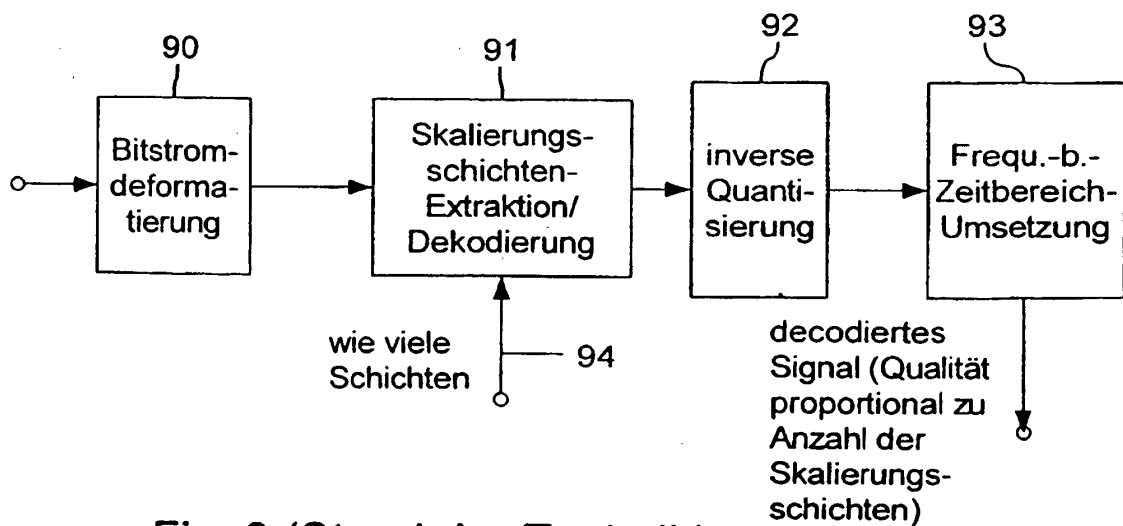 90
91
92
93
Bitstrom-
deforma-
tierung
Skalierungs-
schichten-
Extraktion/
Dekodierung
inverse
Quanti-
sierung
Frequ.-b.-
Zeitbereich-
Umsetzung
wie viele
Schichten
94
decodiertes
Signal (Qualität
proportional zu
Anzahl der
Skalierungs-
schichten)